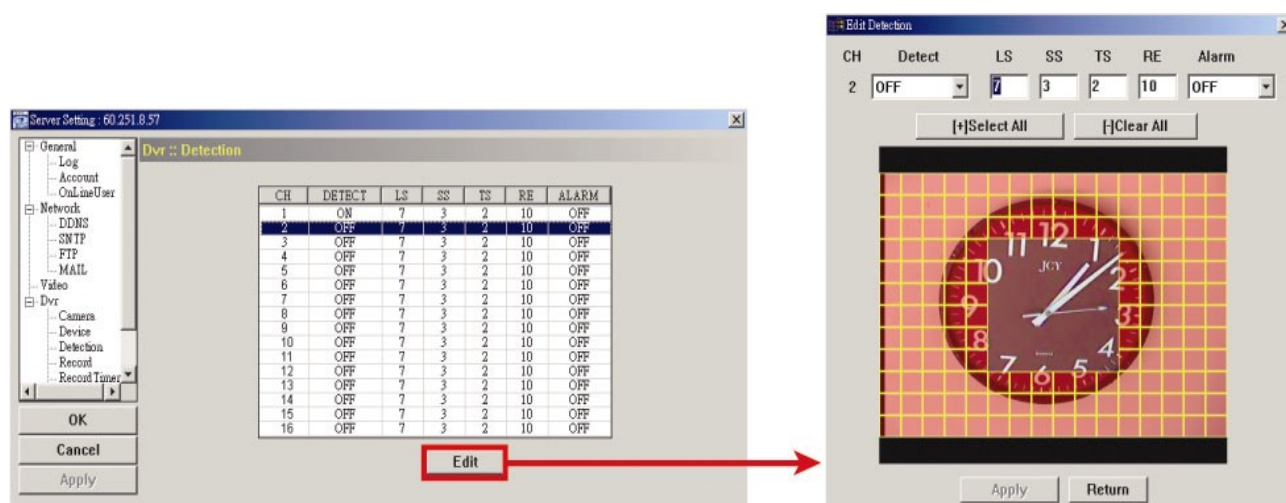 Server Setting : 60.251.8.57
General
Log
Account
OnLineUser
Network
DDNS
SNTP
FTP
MAIL
Video
Dvr
Camera
Device
Detection
Record
Record Timer
OK
Cancel
Apply
Dvr :: Detection
CH DETECT LS SS TS RE ALARM
1 ON 7 3 2 10 OFF
2 OFF 7 3 2 10 OFF
3 OFF 7 3 2 10 OFF
4 OFF 7 3 2 10 OFF
5 OFF 7 3 2 10 OFF
6 OFF 7 3 2 10 OFF
7 OFF 7 3 2 10 OFF
8 OFF 7 3 2 10 OFF
9 OFF 7 3 2 10 OFF
10 OFF 7 3 2 10 OFF
11 OFF 7 3 2 10 OFF
12 OFF 7 3 2 10 OFF
13 OFF 7 3 2 10 OFF
14 OFF 7 3 2 10 OFF
15 OFF 7 3 2 10 OFF
16 OFF 7 3 2 10 OFF
Edit
Edit Detection
CH Detect LS SS TS RE Alarm
2 OFF 7 3 2 10 OFF
[+]Select All [-]Clear All
11 12 1
10 JCY 2
9 3
8 4
7 6 5
Apply Return